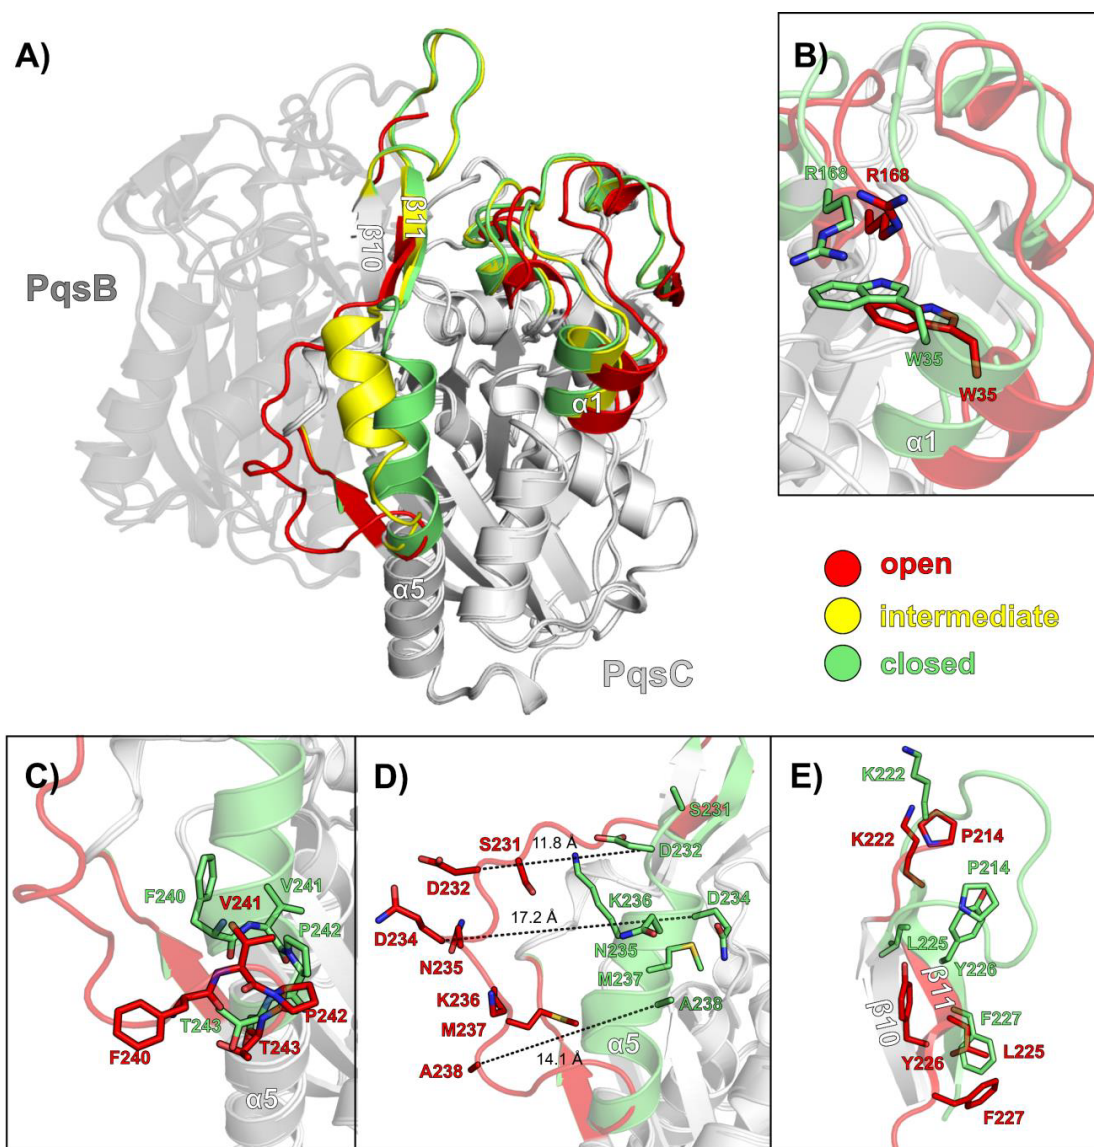 A)
β11
β10
PqsB
α1
α5
PqsC
B)
R168
R168
W35
W35
α1
open
intermediate
closed
C)
F240
V241
V241
P242
T243
P242
F240
T243
α5
D)
S231
S231
11.8 Å
D232
D232
K236
D234
17.2 Å
D234
N235
N235
M237
K236
A238
M237
α5
14.1 Å
A238
E)
K222
K222
P214
P214
L225
Y226
β11
β10
F227
Y226
L225
F227